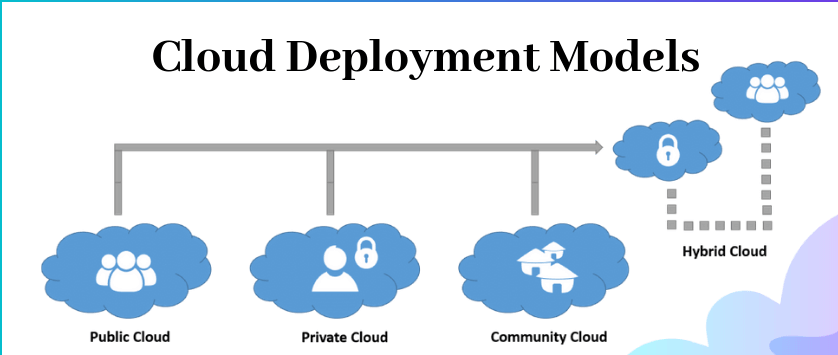 Cloud Deployment Models
Hybrid Cloud
Public Cloud
Private Cloud
Community Cloud